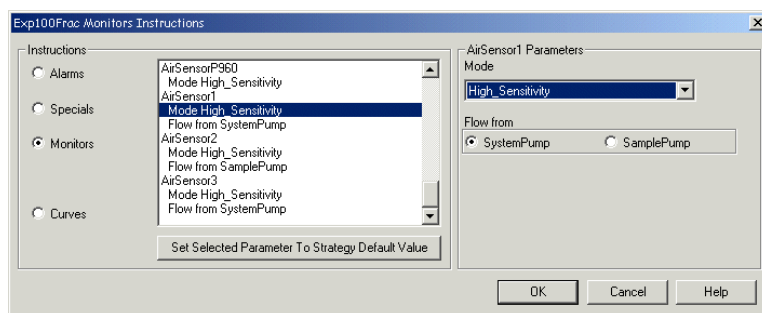 Exp100Frac Monitors Instructions
Instructions
Alarms
Specials
Monitors
Curves
AirSensorP960
Mode High_Sensitivity
AirSensor1
Mode High_Sensitivity
Flow from SystemPump
AirSensor2
Mode High_Sensitivity
Flow from SamplePump
AirSensor3
Mode High_Sensitivity
Flow from SystemPump
Set Selected Parameter To Strategy Default Value
AirSensor1 Parameters
Mode
High_Sensitivity
Flow from
SystemPump SamplePump
OK Cancel Help